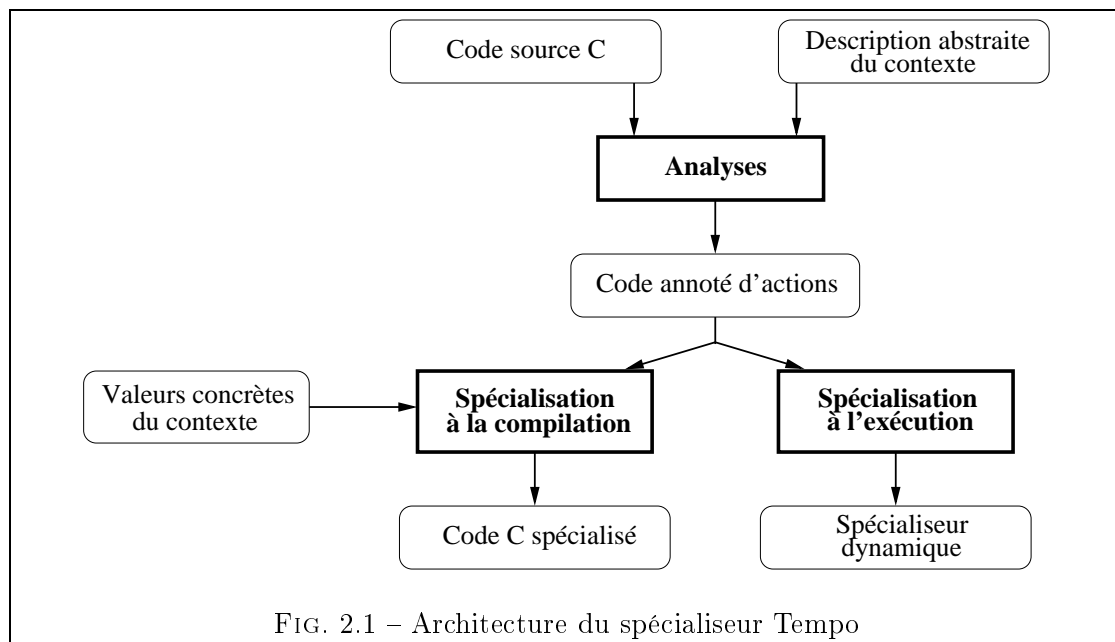 Code source C
Description abstraite
du contexte
Analyses
Code annoté d'actions
Valeurs concrètes
du contexte
Spécialisation
à la compilation
Spécialisation
à l'exécution
Code C spécialisé
Spécialiseur
dynamique
FIG. 2.1 – Architecture du spécialiseur Tempo